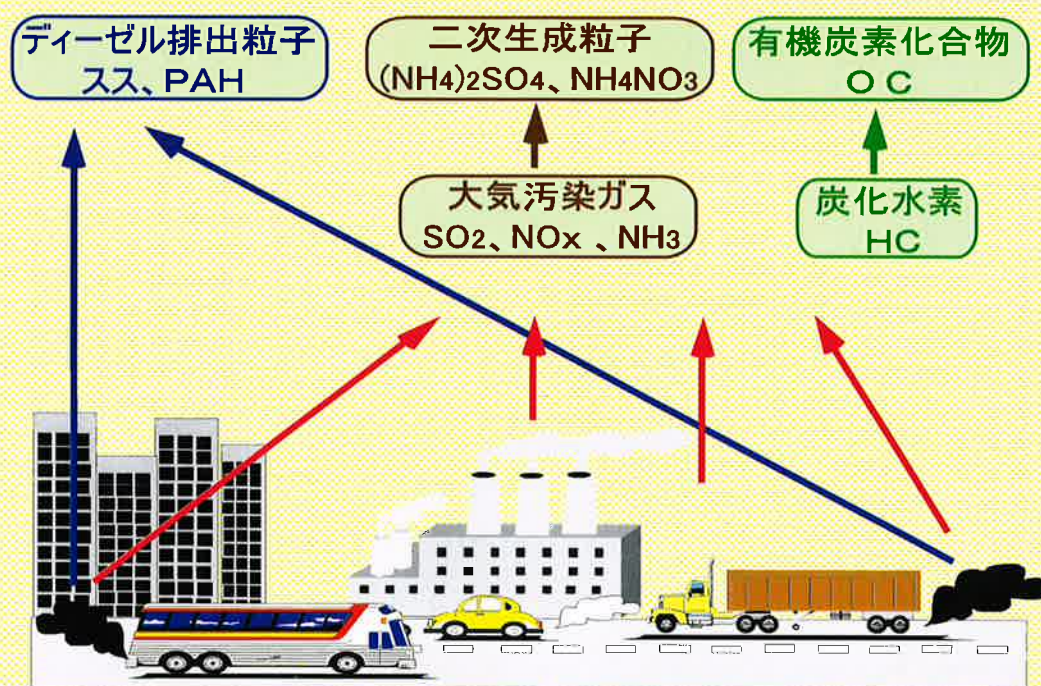 ディーゼル排出粒子
スス、PAH
二次生成粒子
(NH4)2SO4、NH4NO3
有機炭素化合物
OC
大気汚染ガス
SO2、NOx、NH3
炭化水素
HC